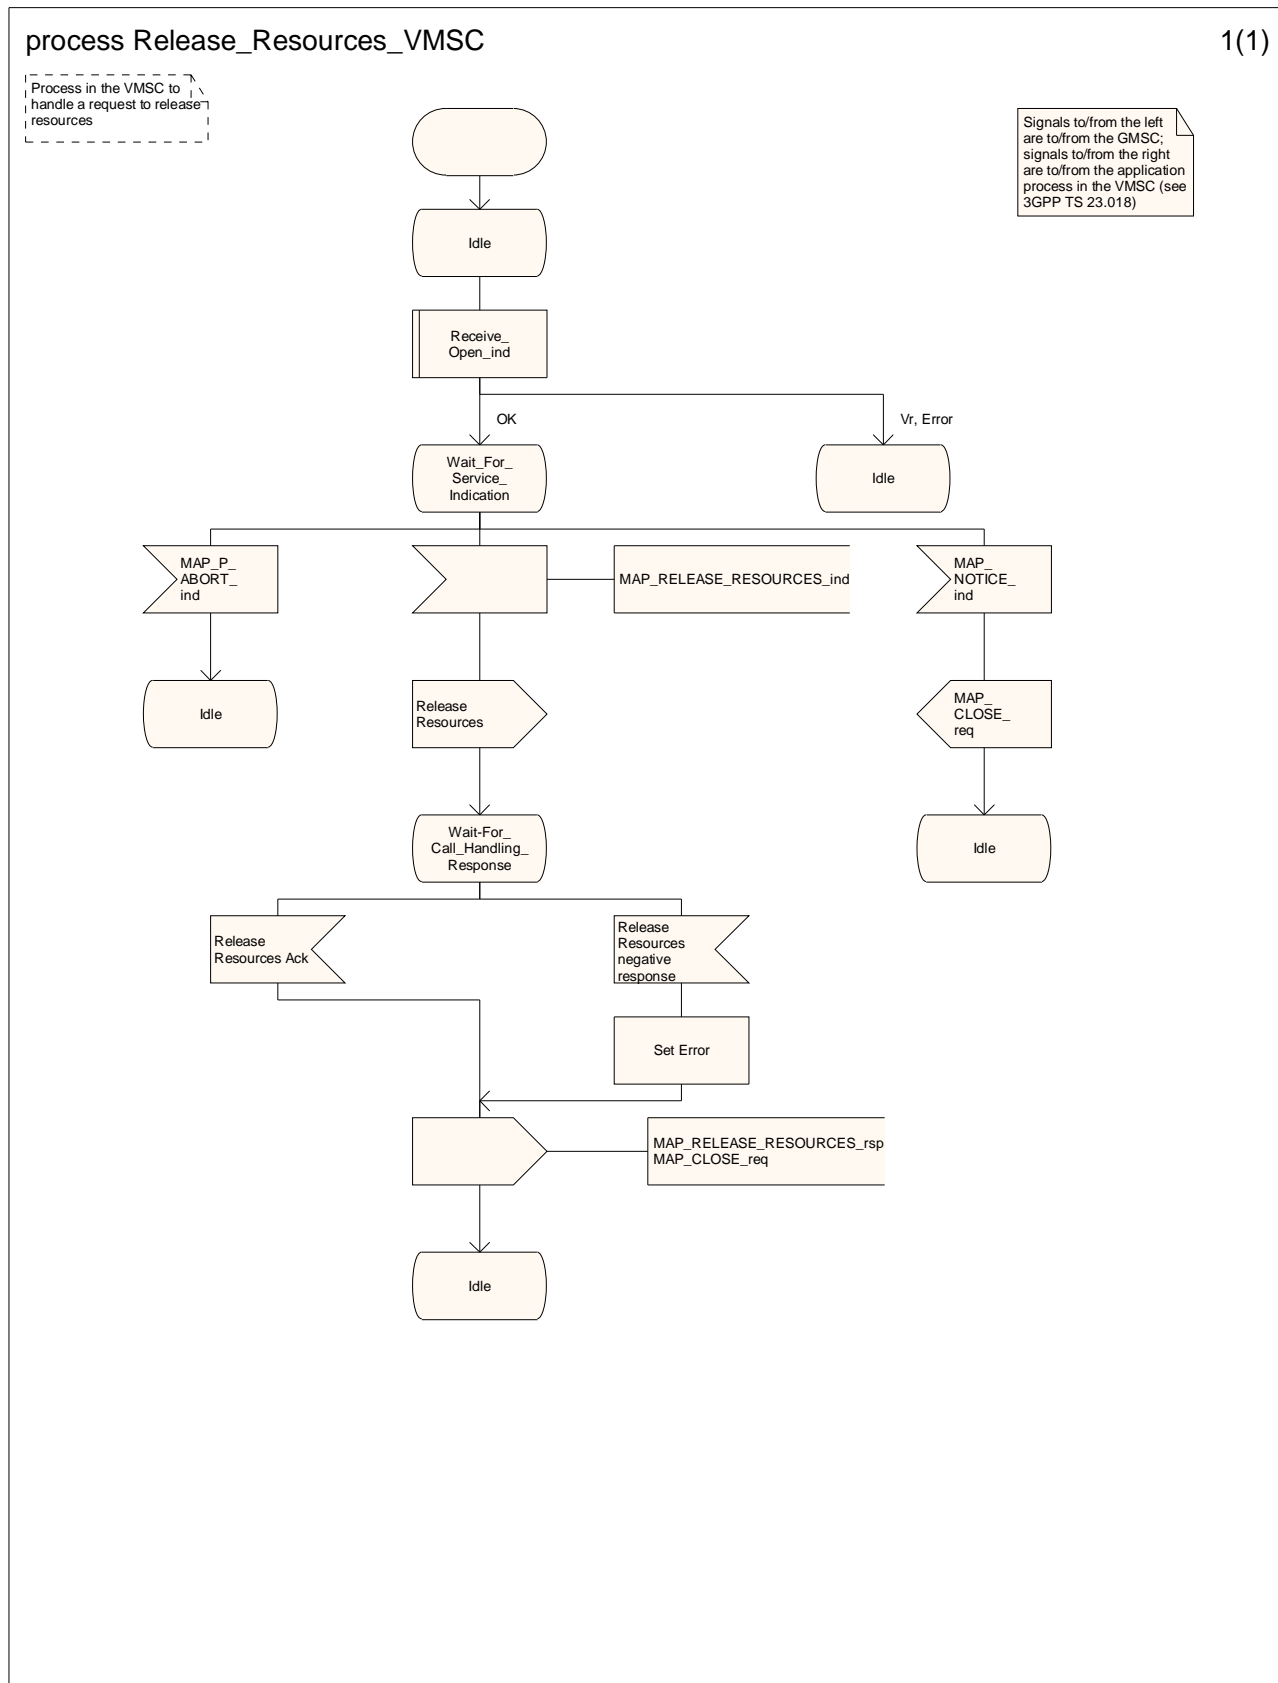 process Release_Resources_VMSC
1(1)
Process in the VMSC to
handle a request to release
resources
Signals to/from the left
are to/from the GMSC;
signals to/from the right
are to/from the application
process in the VMSC (see
3GPP TS 23.018)
Idle
Receive_
Open_ind
OK
Vr, Error
Wait_For_
Service_
Indication
Idle
MAP_P_
ABORT_
ind
MAP_RELEASE_RESOURCES_ind
MAP_
NOTICE_
ind
Idle
Release
Resources
MAP_
CLOSE_
req
Wait-For_
Call_Handling_
Response
Idle
Release
Resources Ack
Release
Resources
negative
response
Set Error
MAP_RELEASE_RESOURCES_rsp
MAP_CLOSE_req
Idle